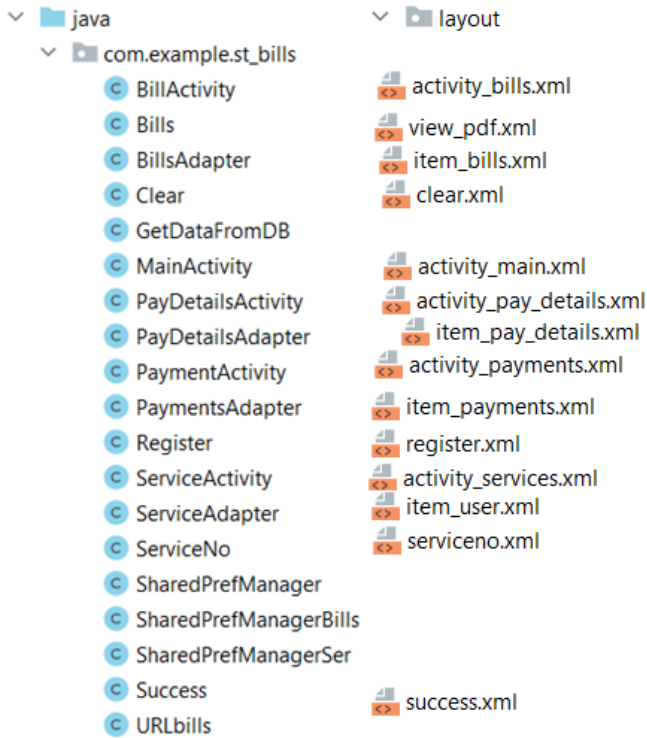 java
com.example.st_bills
C BillActivity
C Bills
C BillsAdapter
C Clear
C GetDataFromDB
C MainActivity
C PayDetailsActivity
C PayDetailsAdapter
C PaymentActivity
C PaymentsAdapter
C Register
C ServiceActivity
C ServiceAdapter
C ServiceNo
C SharedPrefManager
C SharedPrefManagerBills
C SharedPrefManagerSer
C Success
C URLbills
layout
activity_bills.xml
view_pdf.xml
item_bills.xml
clear.xml
activity_main.xml
activity_pay_details.xml
item_pay_details.xml
activity_payments.xml
item_payments.xml
register.xml
activity_services.xml
item_user.xml
serviceno.xml
success.xml